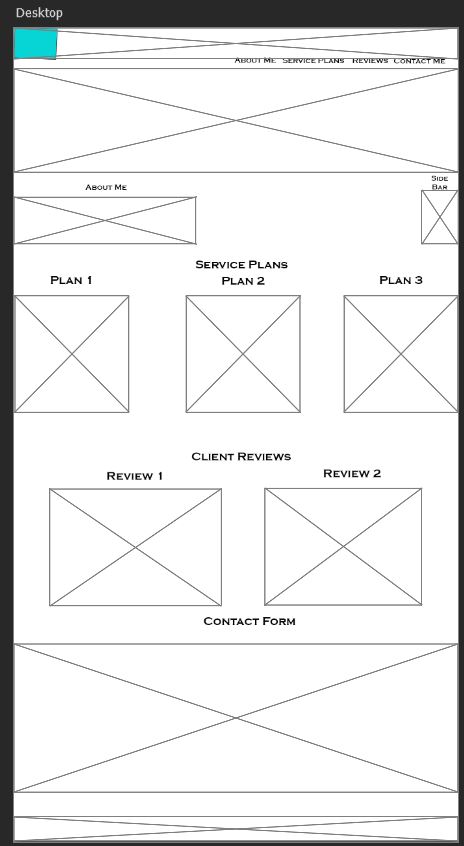 Desktop
About Me Service Plans Reviews Contact Me
About Me
Side
Bar
Service Plans
Plan 1 Plan 2 Plan 3
Client Reviews
Review 1 Review 2
Contact Form